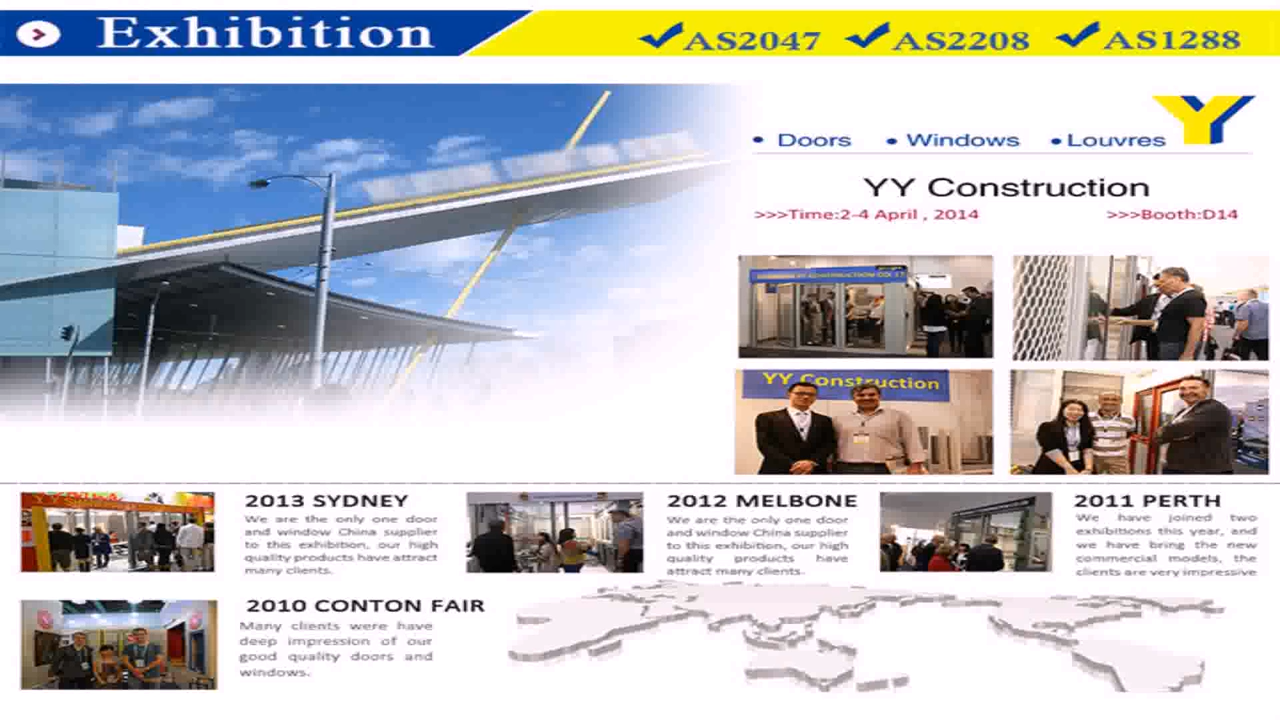 Exhibition
AS2047 AS2208 AS1288
• Doors • Windows • Louvres
YY Construction
>>>Time:2-4 April , 2014 >>>Booth:D14
YY CONSTRUCTION CO
YY Construction
2013 SYDNEY
We are the only one door
and window China supplier
to this exhibition, our high
quality products have attract
many clients.
2012 MELBONE
We are the only one door
and window China supplier
to this exhibition, our high
quality products have
attract many clients.
2011 PERTH
We have joined two
exhibitions this year, and
we have bring the new
commercial models, the
clients are very impressive
2010 CONTON FAIR
Many clients were have
deep impression of our
good quality doors and
windows.